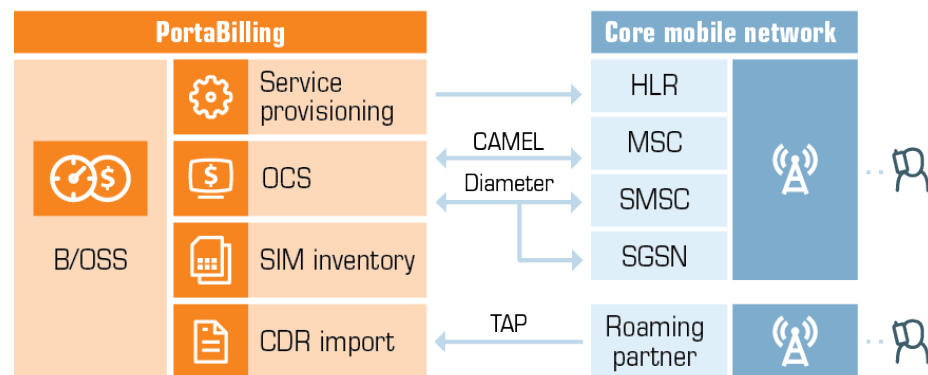 PortaBilling
Core mobile network
B/OSS
Service
provisioning
OCS
SIM inventory
CDR import
CAMEL
Diameter
TAP
HLR
MSC
SMSC
SGSN
Roaming
partner